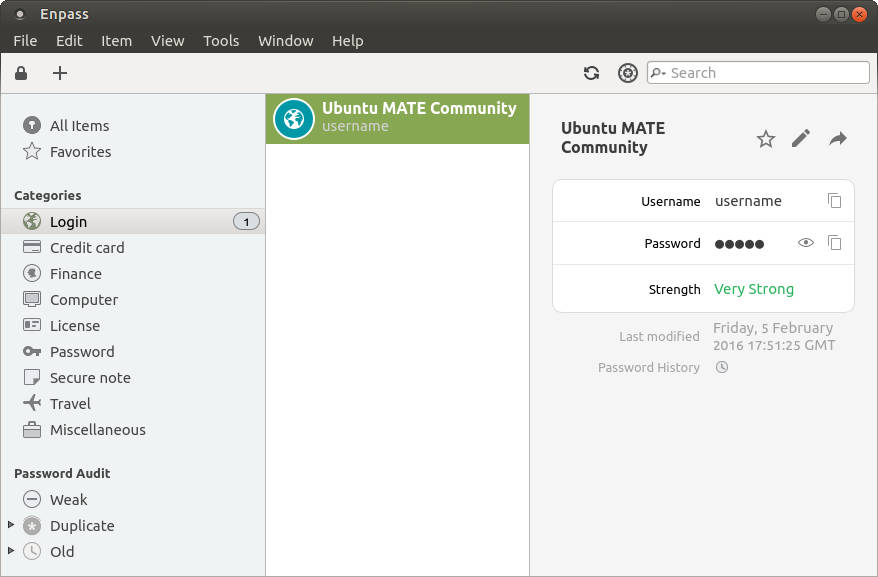 Enpass
File Edit Item View Tools Window Help
Search
All Items
Favorites
Categories
Login 1
Credit card
Finance
Computer
License
Password
Secure note
Travel
Miscellaneous
Password Audit
Weak
Duplicate
Old
Ubuntu MATE Community
username
Ubuntu MATE
Community
Username username
Password ●●●●●
Strength Very Strong
Last modified Friday, 5 February
2016 17:51:25 GMT
Password History